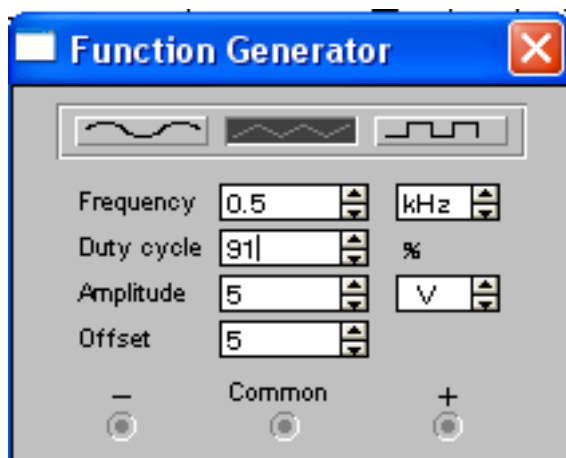 Function Generator
Frequency 0.5 kHz
Duty cycle 91 %
Amplitude 5 V
Offset 5
− Common +